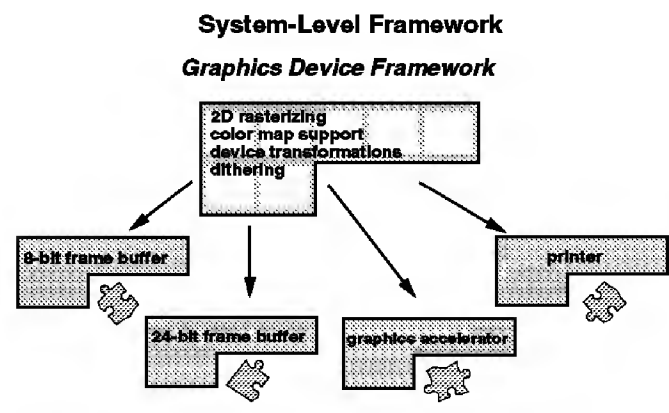 System-Level Framework
Graphics Device Framework
2D rasterizing
color map support
device transformations
dithering
8-bit frame buffer
printer
24-bit frame buffer
graphics accelerator